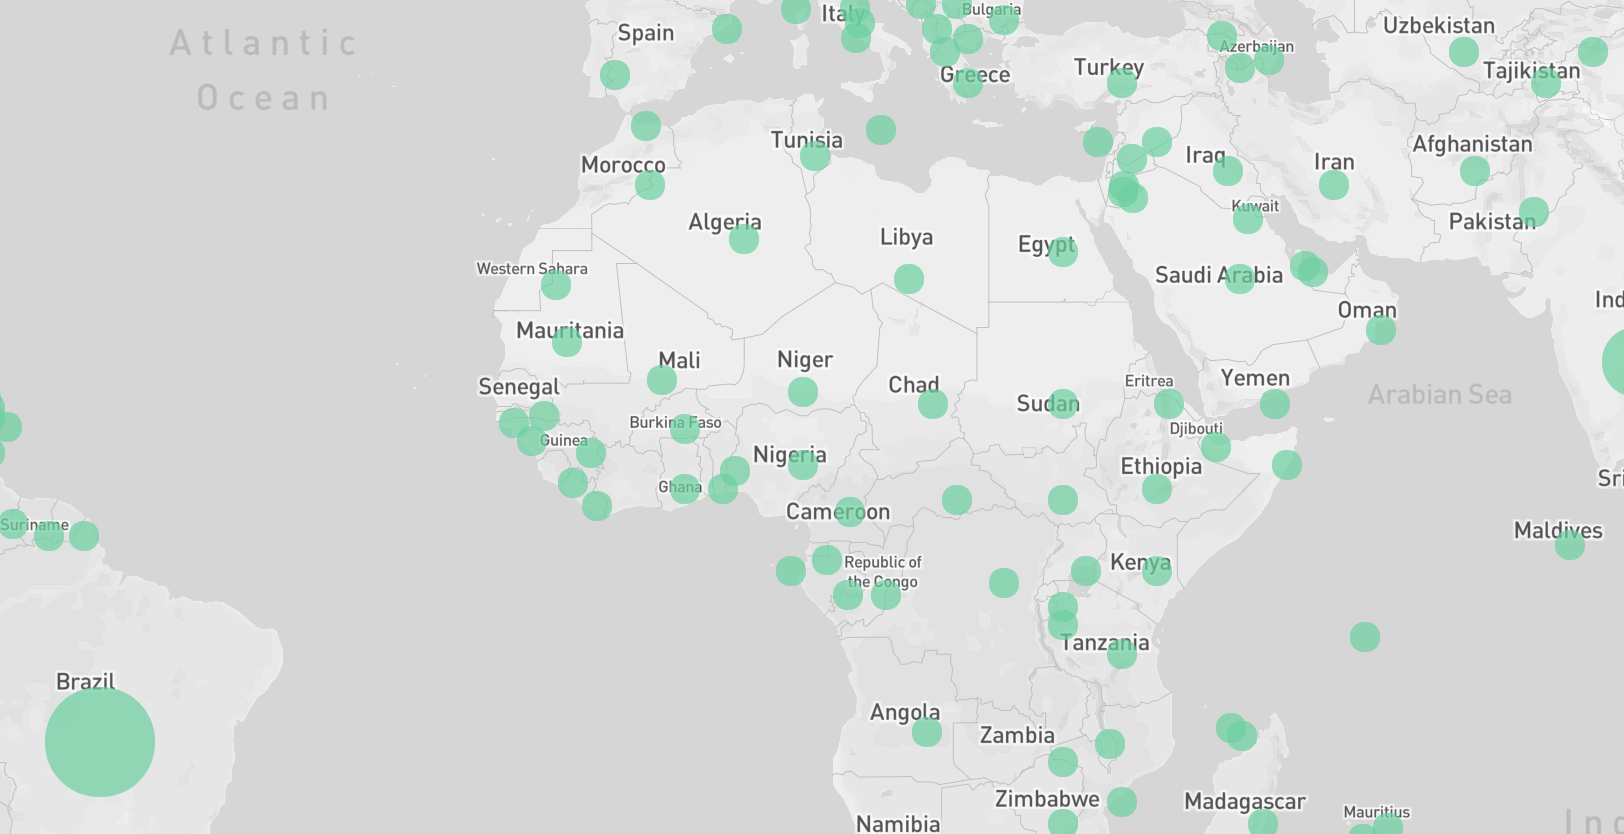 Bulgaria
Italy
Uzbekistan
Spain
Atlantic
Ocean
Azerbaijan
Turkey
Tajikistan
Greece
Tunisia
Afghanistan
Morocco
Iraq
Iran
Kuwait
Algeria
Pakistan
Libya
Egypt
Western Sahara
Saudi Arabia
Ind
Oman
Mauritania
Mali
Niger
Senegal
Chad
Eritrea
Yemen
Arabian Sea
Sudan
Burkina Faso
Djibouti
Guinea
Nigeria
Ethiopia
Sri
Ghana
Cameroon
Suriname
Maldives
Republic of
the Congo
Kenya
Tanzania
Brazil
Angola
Zambia
Zimbabwe
Madagascar
Mauritius
Namibia
Inc